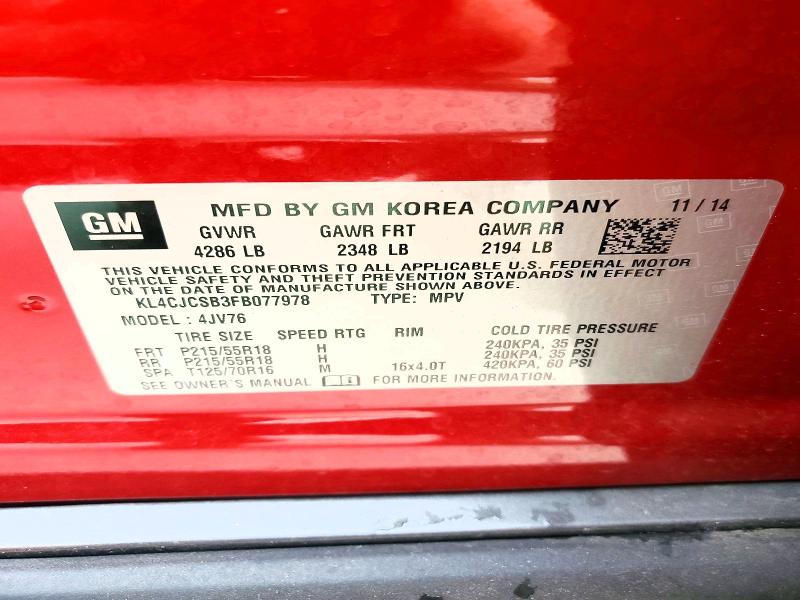 GM MFD BY GM KOREA COMPANY 11/14
GVWR GAWR FRT GAWR RR
4286 LB 2348 LB 2194 LB
THIS VEHICLE CONFORMS TO ALL APPLICABLE U.S. FEDERAL MOTOR
VEHICLE SAFETY AND THEFT PREVENTION STANDARDS IN EFFECT
ON THE DATE OF MANUFACTURE SHOWN ABOVE.
KL4CJCSB3FB077978 TYPE: MPV
MODEL : 4JV76
TIRE SIZE SPEED RTG RIM COLD TIRE PRESSURE
FRT P215/55R18 H 240KPA, 35 PSI
RR P215/55R18 H 240KPA, 35 PSI
SPA T125/70R16 M 16x4.0T 420KPA, 60 PSI
SEE OWNER'S MANUAL FOR MORE INFORMATION.